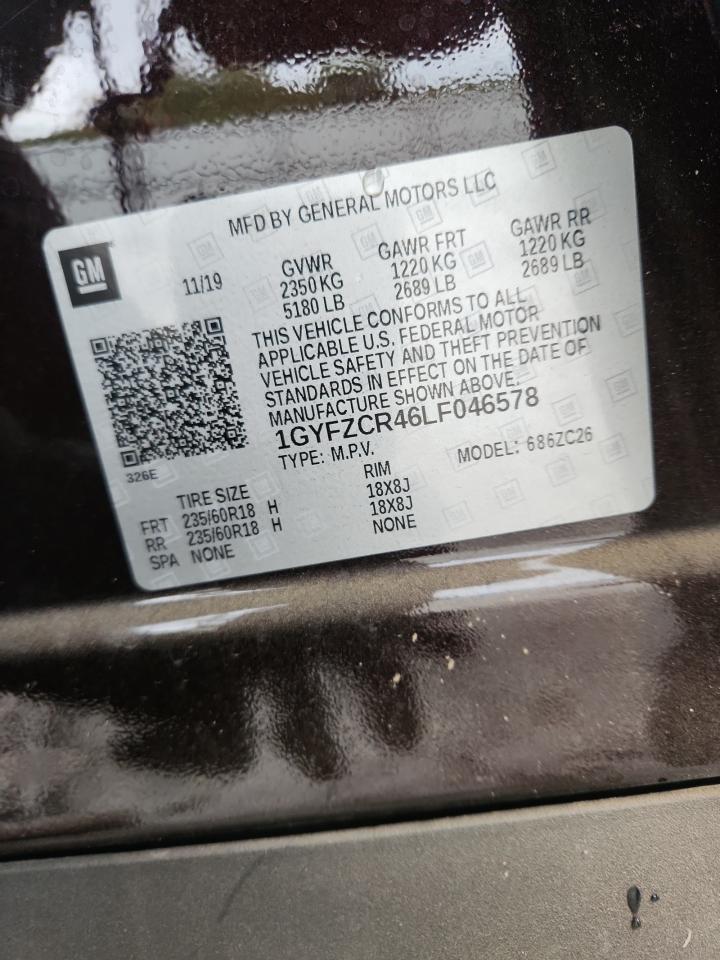 MFD BY GENERAL MOTORS LLC
GM
11/19
GVWR GAWR FRT GAWR RR
2350 KG 1220 KG 1220 KG
5180 LB 2689 LB 2689 LB
THIS VEHICLE CONFORMS TO ALL
APPLICABLE U.S. FEDERAL MOTOR
VEHICLE SAFETY AND THEFT PREVENTION
STANDARDS IN EFFECT ON THE DATE OF
MANUFACTURE SHOWN ABOVE.
1GYFZCR46LF046578
TYPE: M.P.V. MODEL: 686ZC26
326E
TIRE SIZE RIM
FRT 235/60R18 H 18X8J
RR 235/60R18 H 18X8J
SPA NONE NONE